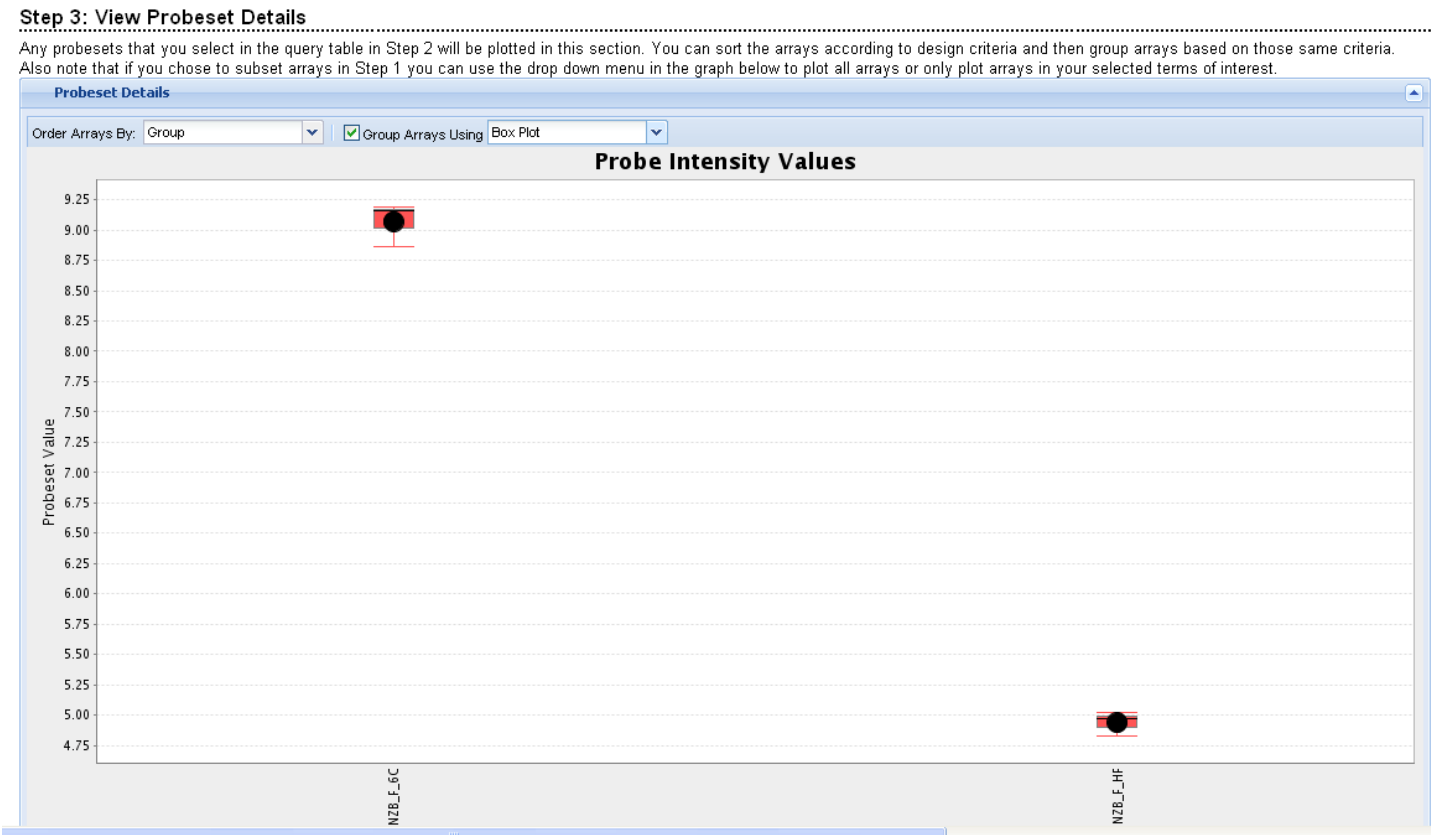 Step 3: View Probeset Details
Any probesets that you select in the query table in Step 2 will be plotted in this section. You can sort the arrays according to design criteria and then group arrays based on those same criteria.
Also note that if you chose to subset arrays in Step 1 you can use the drop down menu in the graph below to plot all arrays or only plot arrays in your selected terms of interest.
Probeset Details
Order Arrays By: Group Group Arrays Using Box Plot
Probe Intensity Values
Probeset Value
9.25
9.00
8.75
8.50
8.25
8.00
7.75
7.50
7.25
7.00
6.75
6.50
6.25
6.00
5.75
5.50
5.25
5.00
4.75
NZB_F_6C
NZB_F_HF